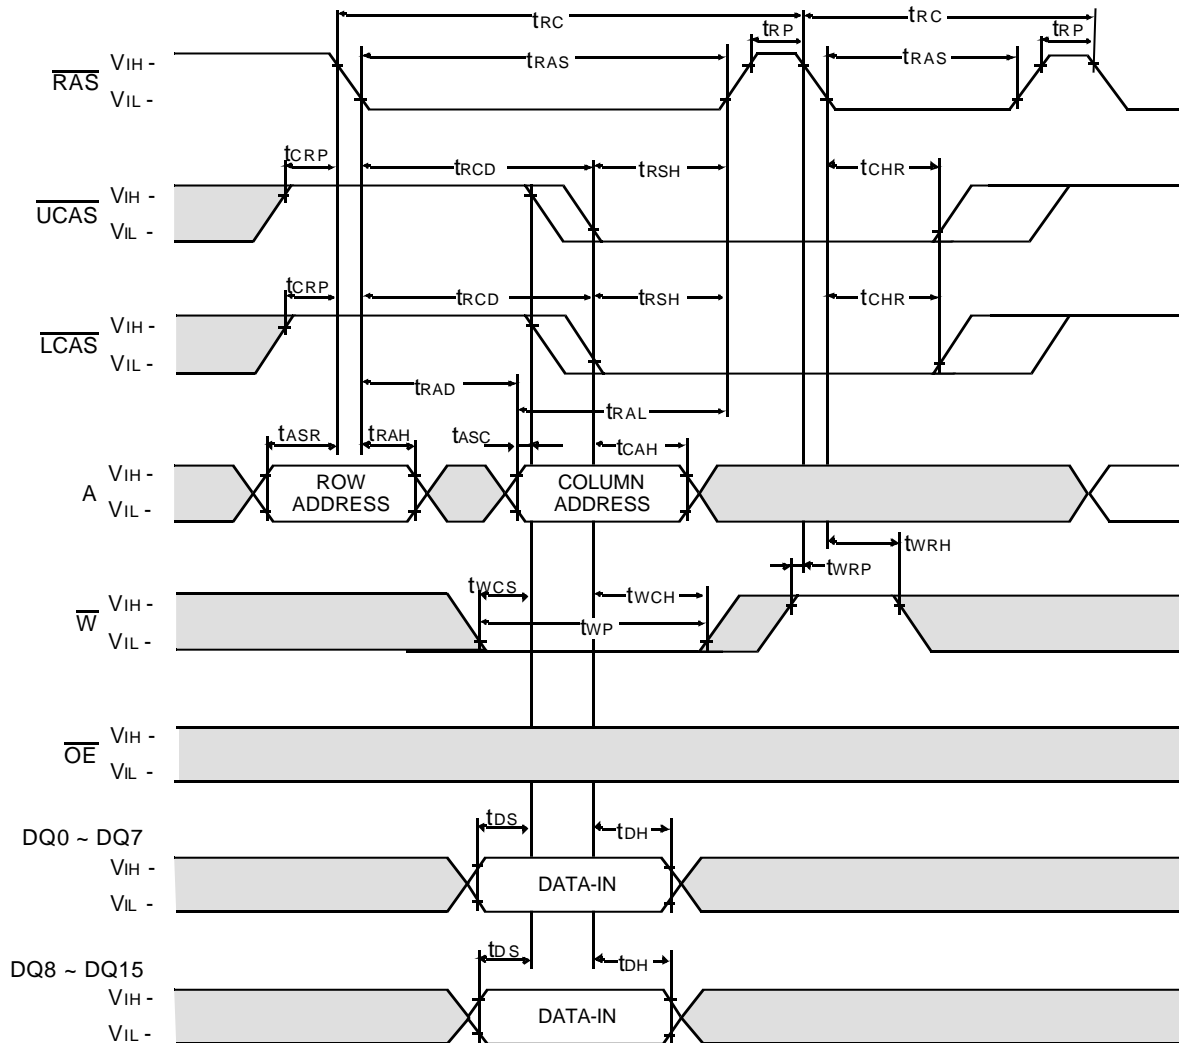 tRC tRC
tRP tRP
RAS VIH - tRAS tRAS
VIL -
tCRP tRCD tRSH tCHR
UCAS VIH -
VIL -
tCRP tRCD tRSH tCHR
LCAS VIH -
VIL -
tRAD
tRAL
tASR tRAH tASC tCAH
A VIH - ROW ADDRESS COLUMN ADDRESS
VIL -
tWRH
tWRP
tWCS tWCH
W VIH -
tWP
VIL -
OE VIH -
VIL -
tDS tDH
DQ0 ~ DQ7
VIH -
DATA-IN
VIL -
tDS tDH
DQ8 ~ DQ15
VIH -
DATA-IN
VIL -